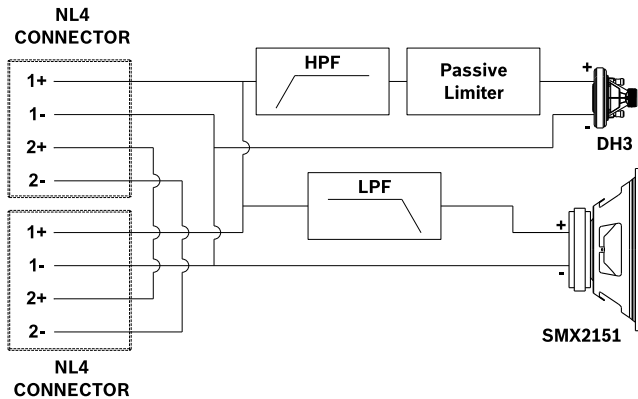 NL4
CONNECTOR
1+
1-
2+
2-
HPF
Passive
Limiter
+
-
DH3
LPF
1+
1-
2+
2-
+
-
SMX2151
NL4
CONNECTOR